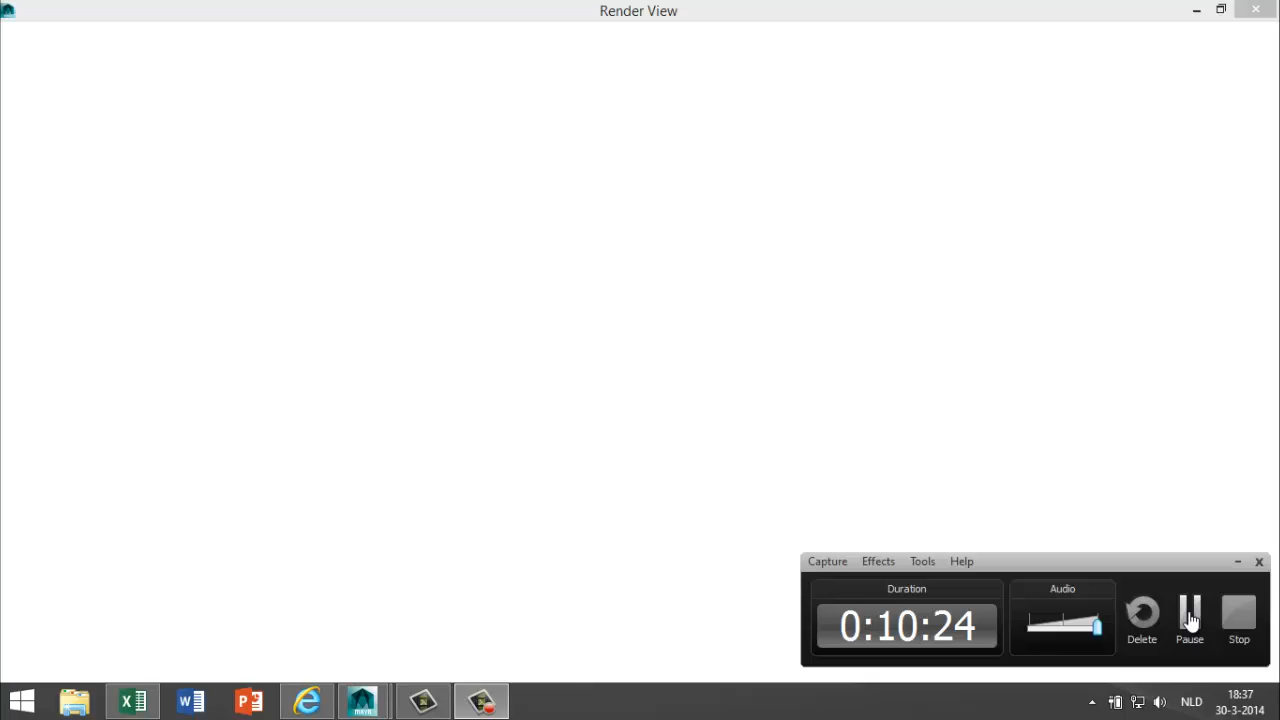 Render View
Capture Effects Tools Help
Duration
Audio
0:10:24
Delete
Pause
Stop
NLD
18:37
30-3-2014